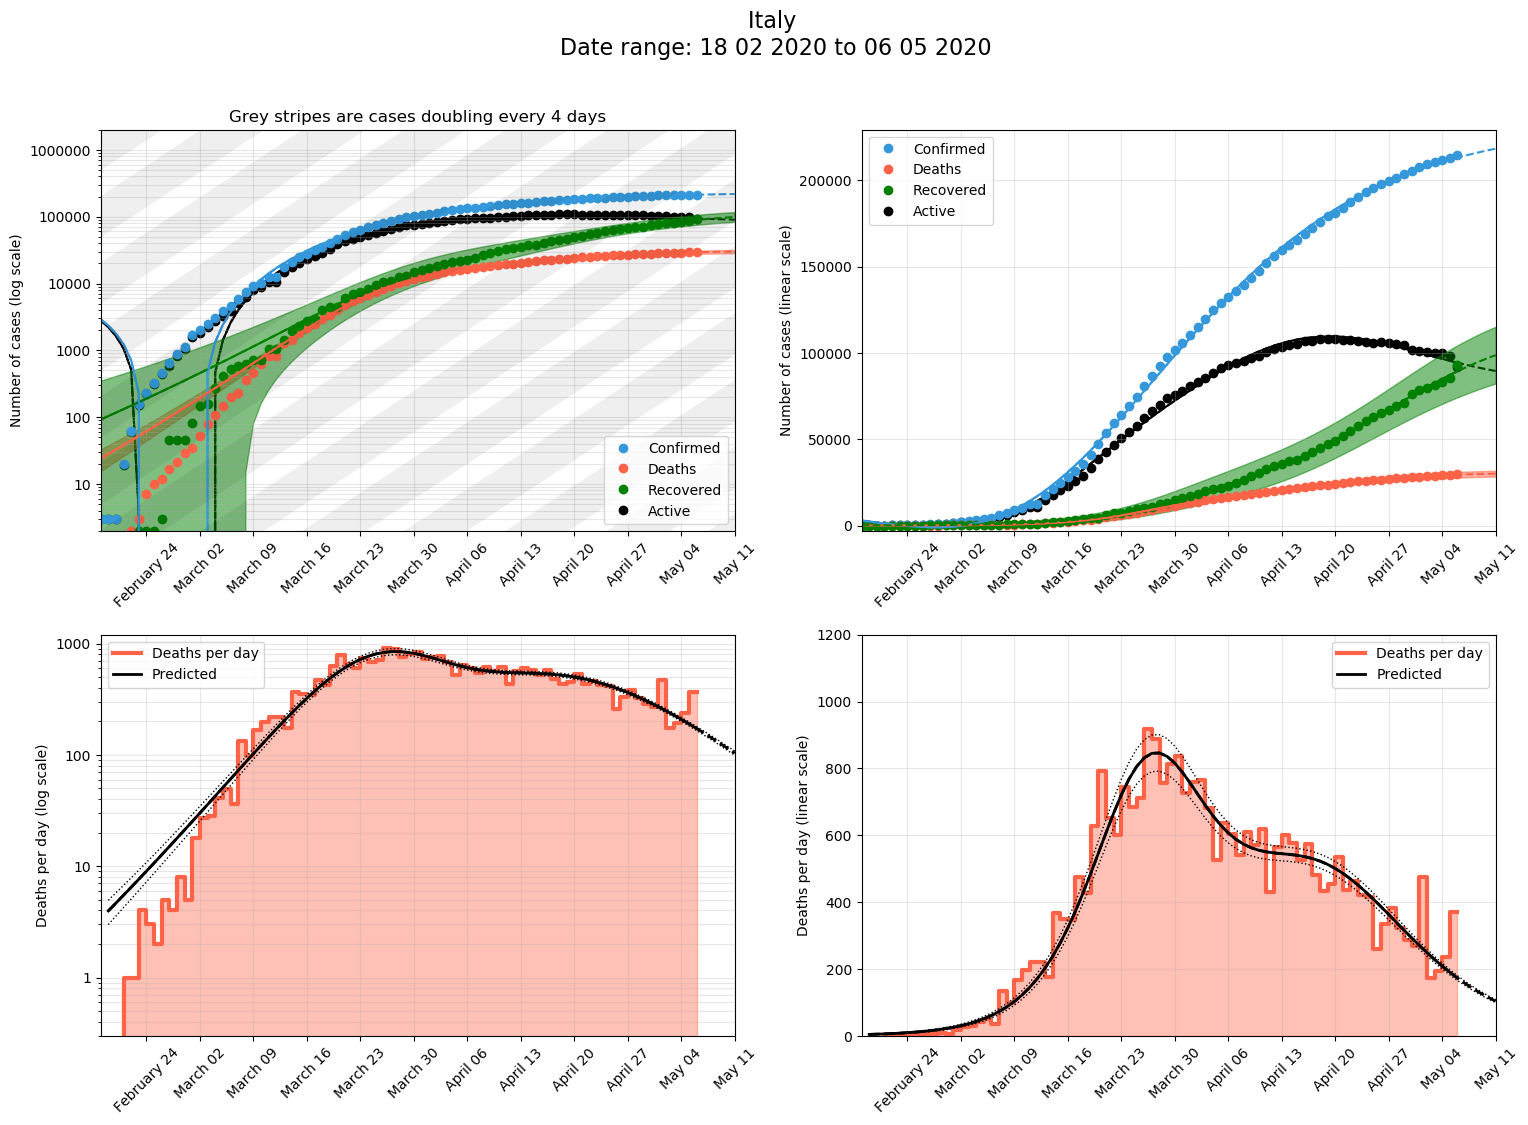 Italy
Date range: 18 02 2020 to 06 05 2020
Grey stripes are cases doubling every 4 days
Number of cases (log scale)
1000000
100000
10000
1000
100
10
Confirmed
Deaths
Recovered
Active
February 24
March 02
March 09
March 16
March 23
March 30
April 06
April 13
April 20
April 27
May 04
May 11
Number of cases (linear scale)
200000
150000
100000
50000
0
Confirmed
Deaths
Recovered
Active
February 24
March 02
March 09
March 16
March 23
March 30
April 06
April 13
April 20
April 27
May 04
May 11
Deaths per day (log scale)
1000
100
10
1
Deaths per day
Predicted
February 24
March 02
March 09
March 16
March 23
March 30
April 06
April 13
April 20
April 27
May 04
May 11
Deaths per day (linear scale)
1200
1000
800
600
400
200
0
Deaths per day
Predicted
February 24
March 02
March 09
March 16
March 23
March 30
April 06
April 13
April 20
April 27
May 04
May 11